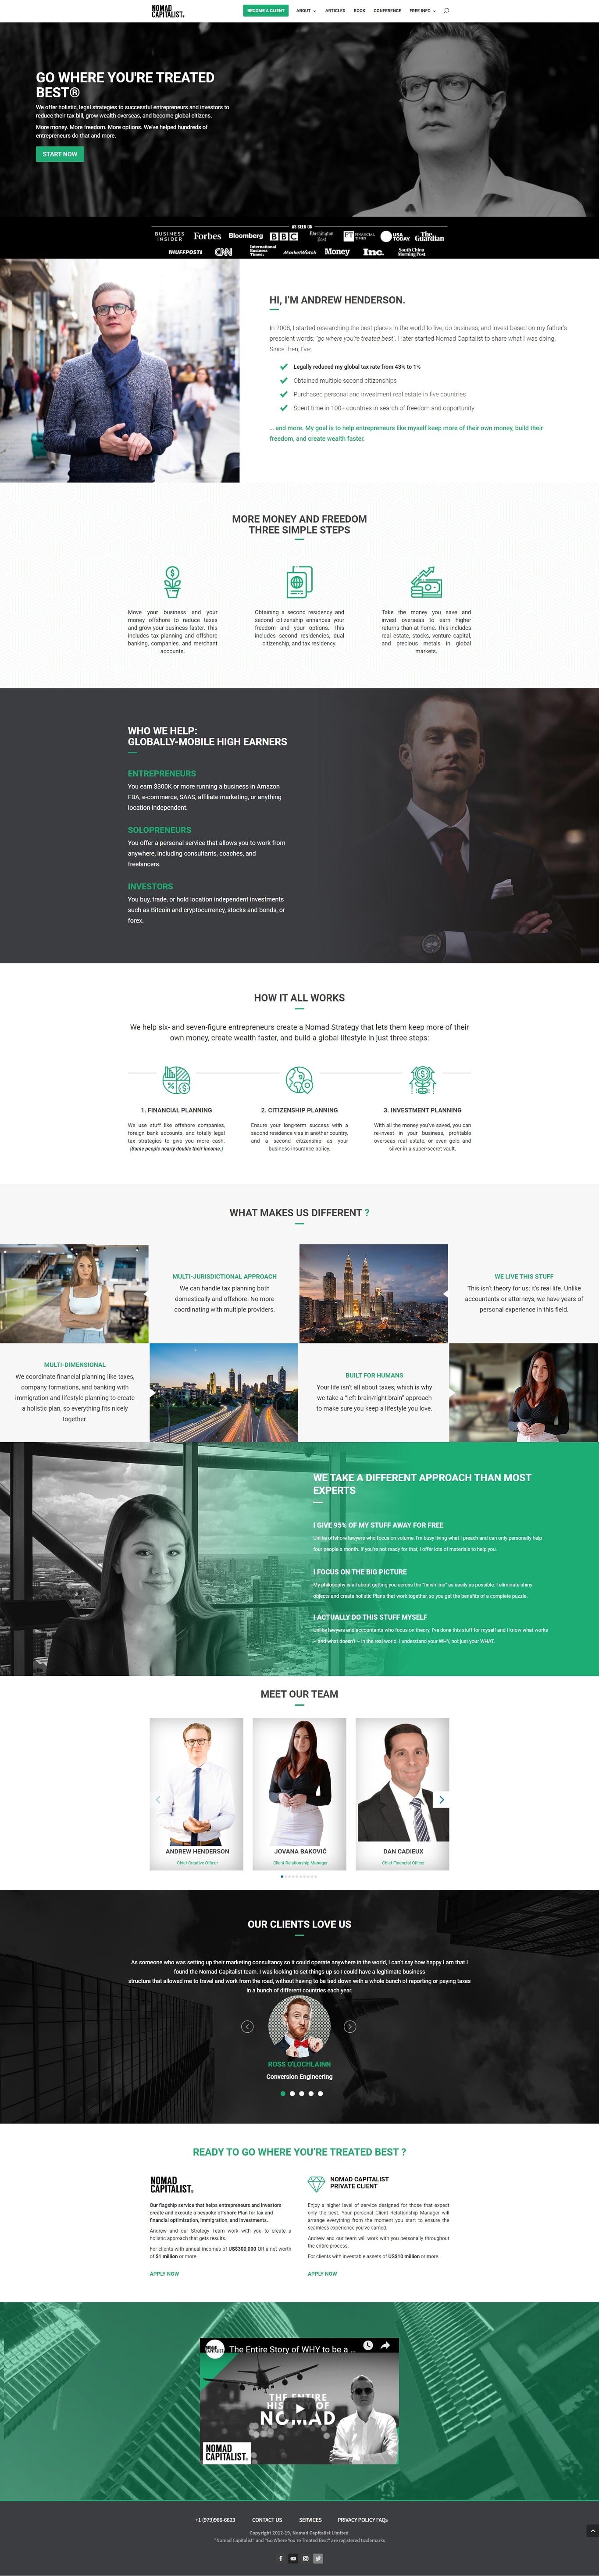 NOMAD
CAPITALIST.
BECOME A CLIENT
ABOUT
ARTICLES
BOOK
CONFERENCE
FREE INFO
GO WHERE YOU'RE TREATED
BEST®
We offer holistic, legal strategies to successful entrepreneurs and investors to
reduce their tax bill, grow wealth overseas, and become global citizens.
More money. More freedom. More options. We've helped hundreds of
entrepreneurs do that and more.
START NOW
AS SEEN ON
BUSINESS
INSIDER
Forbes
Bloomberg
BBC
Washington
Post
FT FINANCIAL
TIMES
USA
TODAY
The
Guardian
HUFFPOSTI
CNN
International
Business
Times.
MarketWatch
Money
Inc.
South China
Morning Post
HI, I'M ANDREW HENDERSON.
In 2008, I started researching the best places in the world to live, do business, and invest based on my father's
prescient words: "go where you're treated best". I later started Nomad Capitalist to share what I was doing.
Since then, I've:
Legally reduced my global tax rate from 43% to 1%
Obtained multiple second citizenships
Purchased personal and investment real estate in five countries
Spent time in 100+ countries in search of freedom and opportunity
... and more. My goal is to help entrepreneurs like myself keep more of their own money, build their
freedom, and create wealth faster.
MORE MONEY AND FREEDOM
THREE SIMPLE STEPS
Move your business and your
money offshore to reduce taxes
and grow your business faster. This
includes tax planning and offshore
banking, companies, and merchant
accounts.
Obtaining a second residency and
second citizenship enhances your
freedom and your options. This
includes second residencies, dual
citizenship, and tax residency.
Take the money you save and
invest overseas to earn higher
returns than at home. This includes
real estate, stocks, venture capital,
and precious metals in global
markets.
WHO WE HELP:
GLOBALLY-MOBILE HIGH EARNERS
ENTREPRENEURS
You earn $300K or more running a business in Amazon
FBA, e-commerce, SAAS, affiliate marketing, or anything
location independent.
SOLOPRENEURS
You offer a personal service that allows you to work from
anywhere, including consultants, coaches, and
freelancers.
INVESTORS
You buy, trade, or hold location independent investments
such as Bitcoin and cryptocurrency, stocks and bonds, or
forex.
HOW IT ALL WORKS
We help six- and seven-figure entrepreneurs create a Nomad Strategy that lets them keep more of their
own money, create wealth faster, and build a global lifestyle in just three steps:
1. FINANCIAL PLANNING
We use stuff like offshore companies,
foreign bank accounts, and totally legal
tax strategies to give you more cash.
(Some people nearly double their income.)
2. CITIZENSHIP PLANNING
Ensure your long-term success with a
second residence visa in another country,
and a second citizenship as your
business insurance policy.
3. INVESTMENT PLANNING
With all the money you've saved, you can
re-invest in your business, profitable
overseas real estate, or even gold and
silver in a super-secret vault.
WHAT MAKES US DIFFERENT ?
MULTI-JURISDICTIONAL APPROACH
We can handle tax planning both
domestically and offshore. No more
coordinating with multiple providers.
WE LIVE THIS STUFF
This isn't theory for us; it's real life. Unlike
accountants or attorneys, we have years of
personal experience in this field.
MULTI-DIMENSIONAL
We coordinate financial planning like taxes,
company formations, and banking with
immigration and lifestyle planning to create
a holistic plan, so everything fits nicely
together.
BUILT FOR HUMANS
Your life isn't all about taxes, which is why
we take a "left brain/right brain" approach
to make sure you keep a lifestyle you love.
WE TAKE A DIFFERENT APPROACH THAN MOST
EXPERTS
I GIVE 95% OF MY STUFF AWAY FOR FREE
Unlike offshore lawyers who focus on volume, I'm busy living what I preach and can only personally help
four people a month. If you're not ready for that, I offer lots of materials to help you.
I FOCUS ON THE BIG PICTURE
My philosophy is all about getting you across the "finish line" as easily as possible. I eliminate shiny
objects and create holistic Plans that work together, so you get the benefits of a complete puzzle.
I ACTUALLY DO THIS STUFF MYSELF
Unlike lawyers and accountants who focus on theory, I've done this stuff for myself and I know what works
-- and what doesn't -- in the real world. I understand your WHY, not just your WHAT.
MEET OUR TEAM
ANDREW HENDERSON
Chief Creative Officer
JOVANA BAKOVIĆ
Client Relationship Manager
DAN CADIEUX
Chief Financial Officer
OUR CLIENTS LOVE US
As someone who was setting up their marketing consultancy so it could operate anywhere in the world, I can't say how happy I am that I
found the Nomad Capitalist team. I was looking to set things up so I could have a legitimate business
structure that allowed me to travel and work from the road, without having to be tied down with a whole bunch of reporting or paying taxes
in a bunch of different countries each year.
ROSS O'LOCHLAINN
Conversion Engineering
READY TO GO WHERE YOU'RE TREATED BEST ?
NOMAD
CAPITALIST®
Our flagship service that helps entrepreneurs and investors
create and execute a bespoke offshore Plan for tax and
financial optimization, immigration, and investments.
Andrew and our Strategy Team work with you to create a
holistic approach that gets results.
For clients with annual incomes of US$300,000 OR a net worth
of $1 million or more.
APPLY NOW
NOMAD CAPITALIST
PRIVATE CLIENT
Enjoy a higher level of service designed for those that expect
only the best. Your personal Client Relationship Manager will
arrange everything from the moment you start to ensure the
seamless experience you've earned.
Andrew and our team will work with you personally throughout
the entire process.
For clients with investable assets of US$10 million or more.
APPLY NOW
NOMAD
CAPITALIST
The Entire Story of WHY to be a ...
THE ENTIRE
NOMAD
NOMAD
CAPITALIST
+1 (979)966-6623
CONTACT US
SERVICES
PRIVACY POLICY FAQs
Copyright 2012-19, Nomad Capitalist Limited
"Nomad Capitalist" and "Go Where You're Treated Best" are registered trademarks